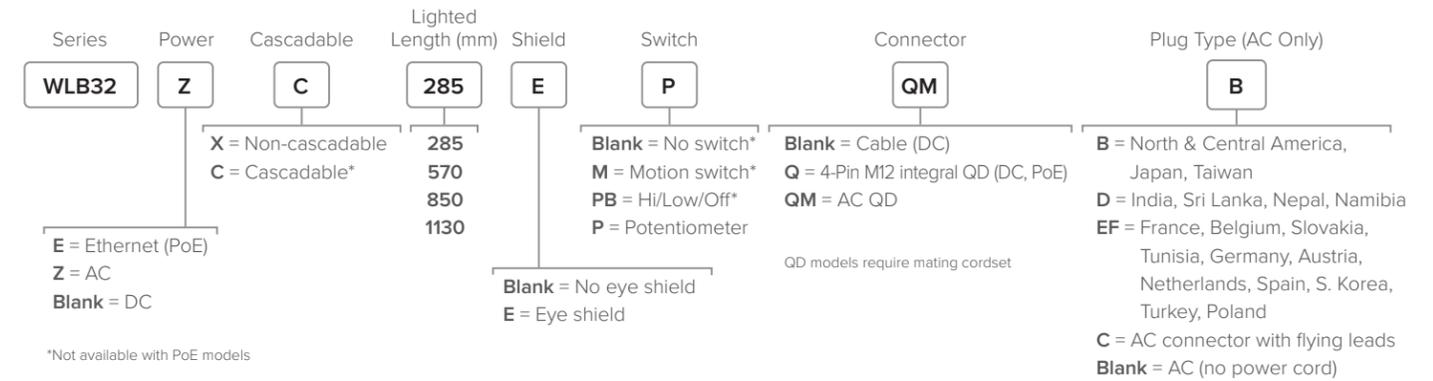 Series Power Cascadable Lighted Length (mm) Shield Switch Connector Plug Type (AC Only)
WLB32 Z C 285 E P QM B
X = Non-cascadable
C = Cascadable*
285
570
850
1130
Blank = No switch*
M = Motion switch*
PB = Hi/Low/Off*
P = Potentiometer
Blank = Cable (DC)
Q = 4-Pin M12 integral QD (DC, PoE)
QM = AC QD
QD models require mating cordset
B = North & Central America,
Japan, Taiwan
D = India, Sri Lanka, Nepal, Namibia
EF = France, Belgium, Slovakia,
Tunisia, Germany, Austria,
Netherlands, Spain, S. Korea,
Turkey, Poland
C = AC connector with flying leads
Blank = AC (no power cord)
E = Ethernet (PoE)
Z = AC
Blank = DC
Blank = No eye shield
E = Eye shield
*Not available with PoE models